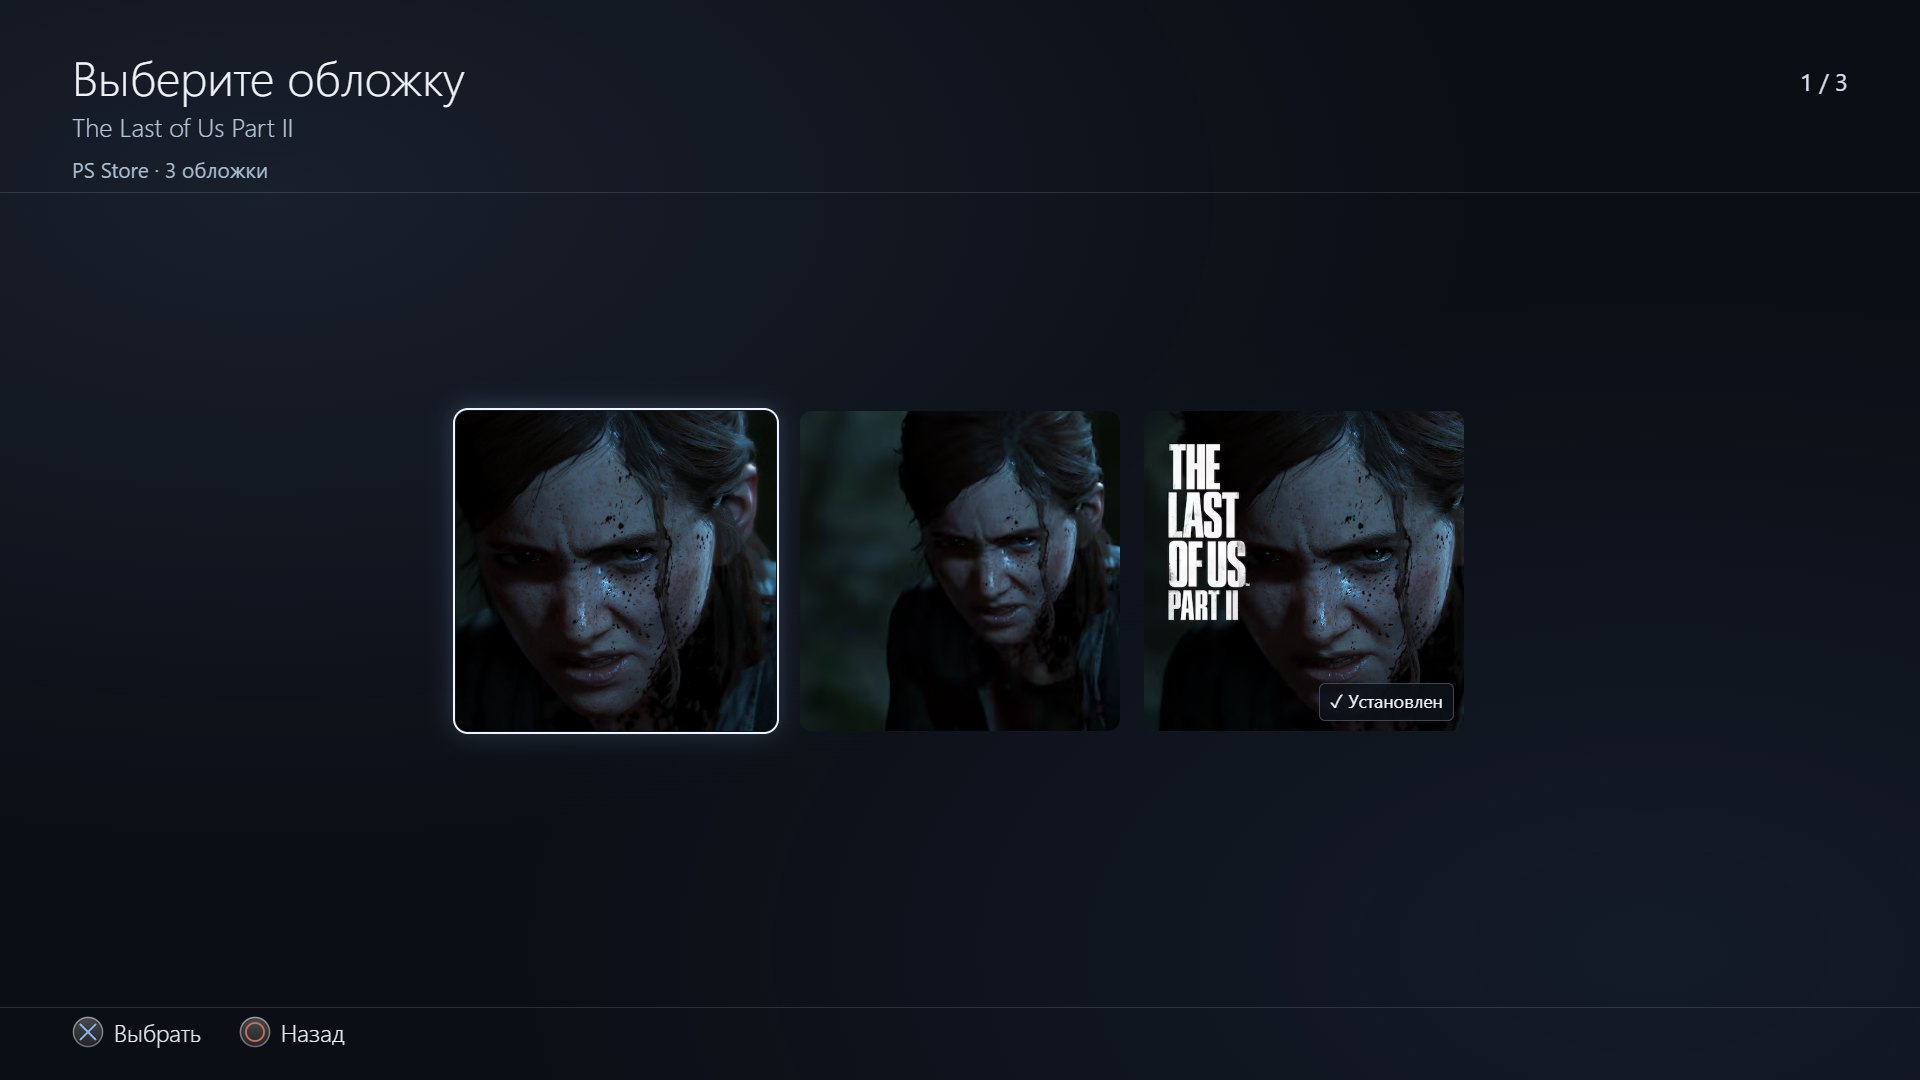 Выберите обложку
1 / 3
The Last of Us Part II
PS Store · 3 обложки
THE
LAST
OF US
PART II
✓ Установлен
Выбрать
Назад